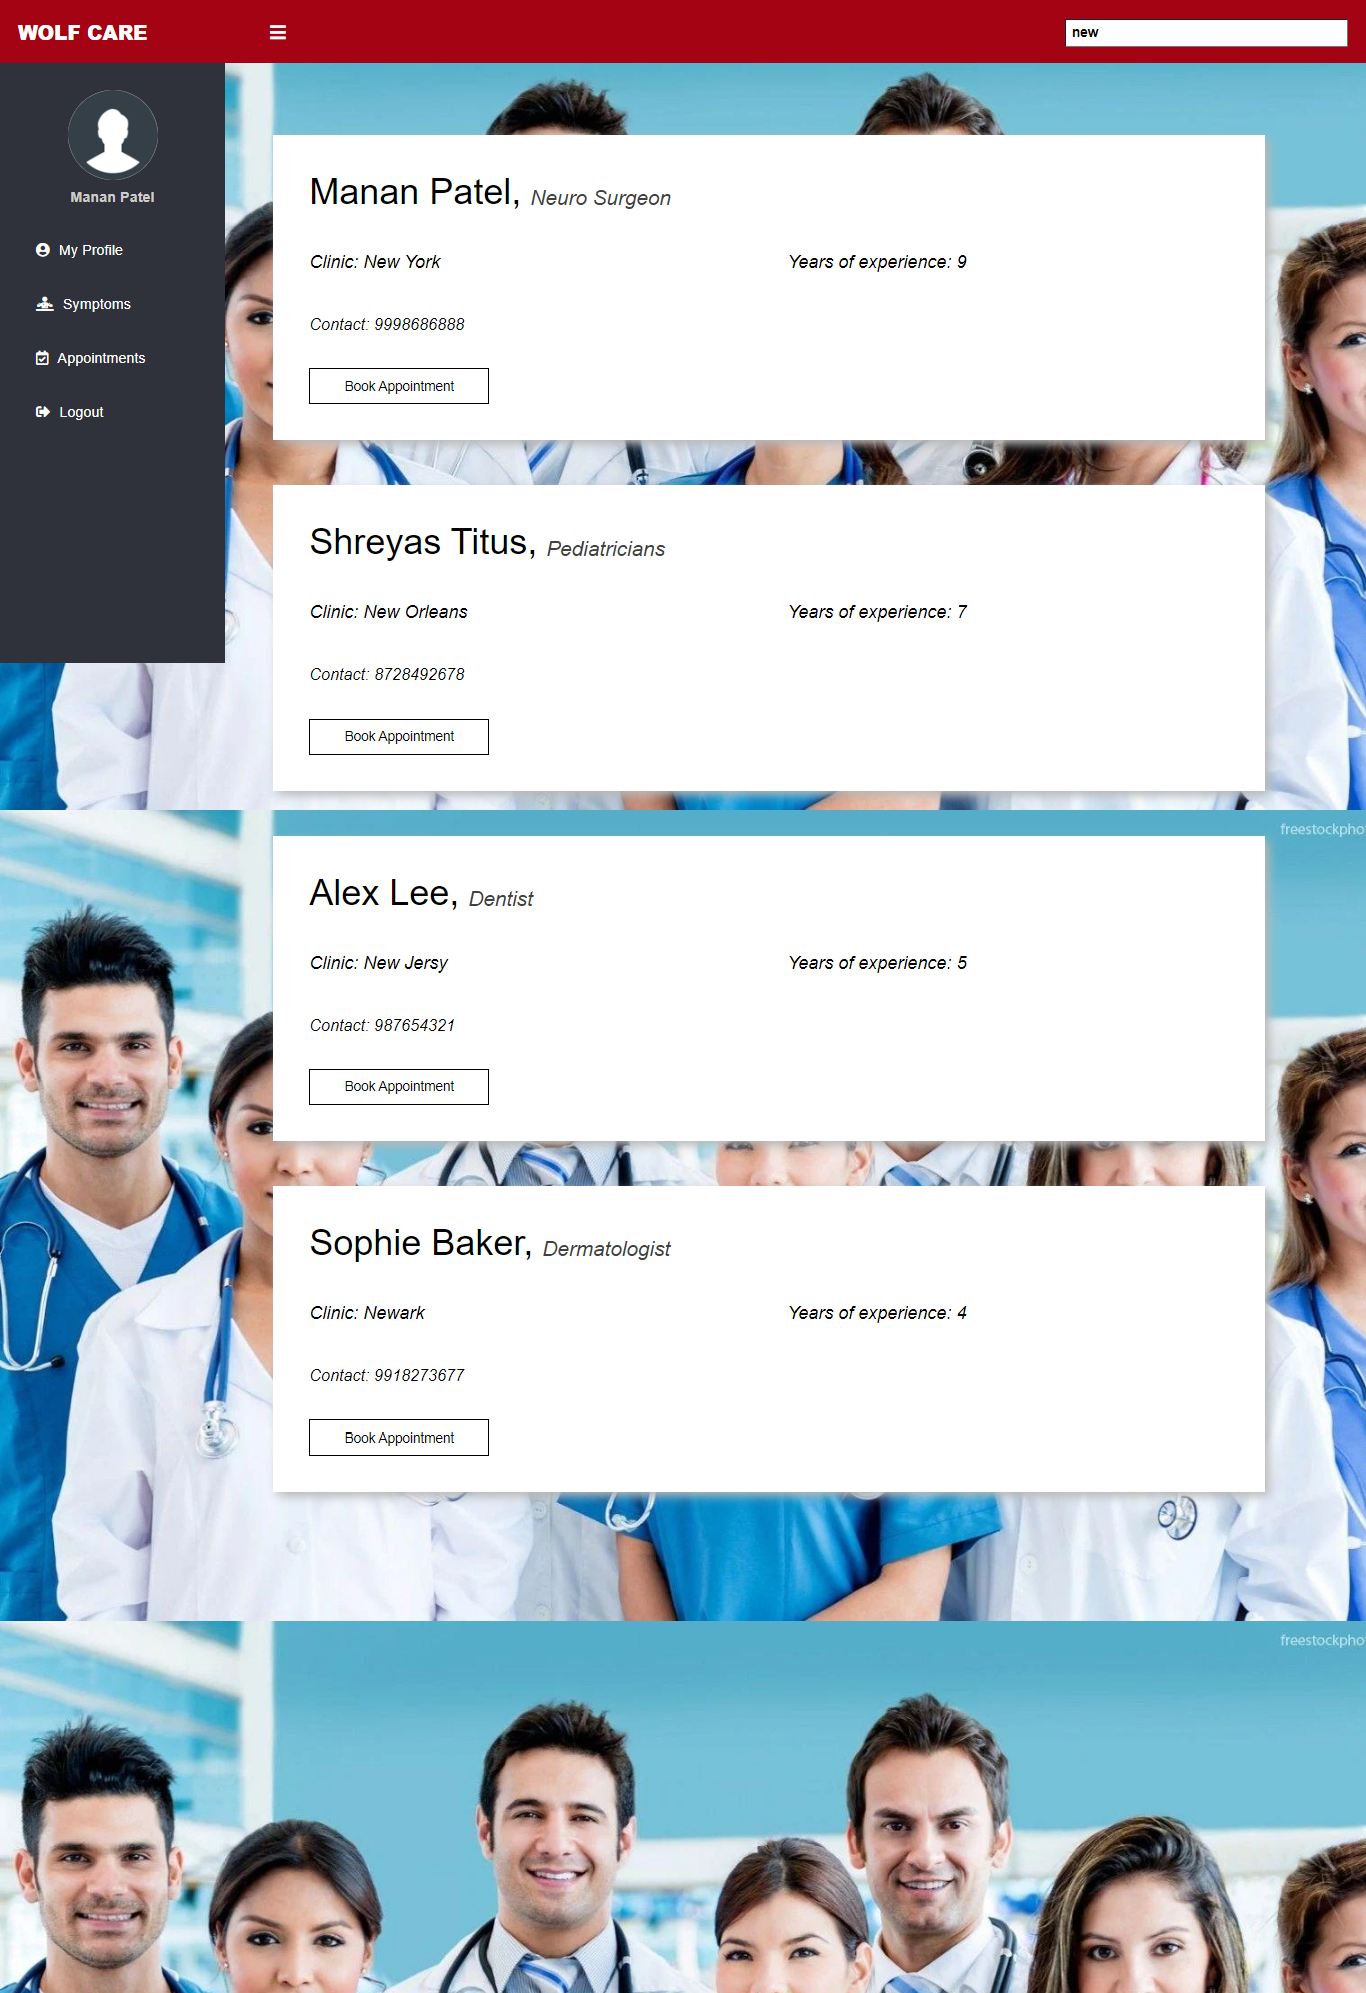 WOLF CARE
new
Manan Patel
My Profile
Symptoms
Appointments
Logout
Manan Patel, Neuro Surgeon
Clinic: New York
Years of experience: 9
Contact: 9998686888
Book Appointment
Shreyas Titus, Pediatricians
Clinic: New Orleans
Years of experience: 7
Contact: 8728492678
Book Appointment
freestockpho
Alex Lee, Dentist
Clinic: New Jersy
Years of experience: 5
Contact: 987654321
Book Appointment
Sophie Baker, Dermatologist
Clinic: Newark
Years of experience: 4
Contact: 9918273677
Book Appointment
freestockpho